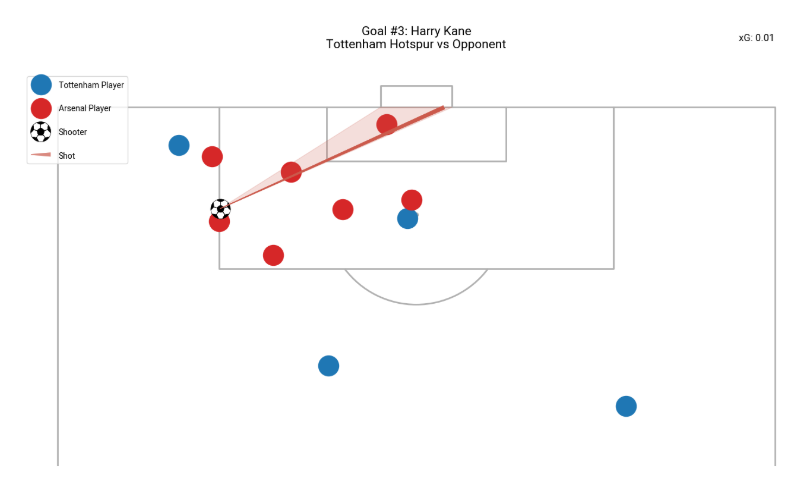 Goal #3: Harry Kane
Tottenham Hotspur vs Opponent
xG: 0.01
Tottenham Player
Arsenal Player
Shooter
Shot